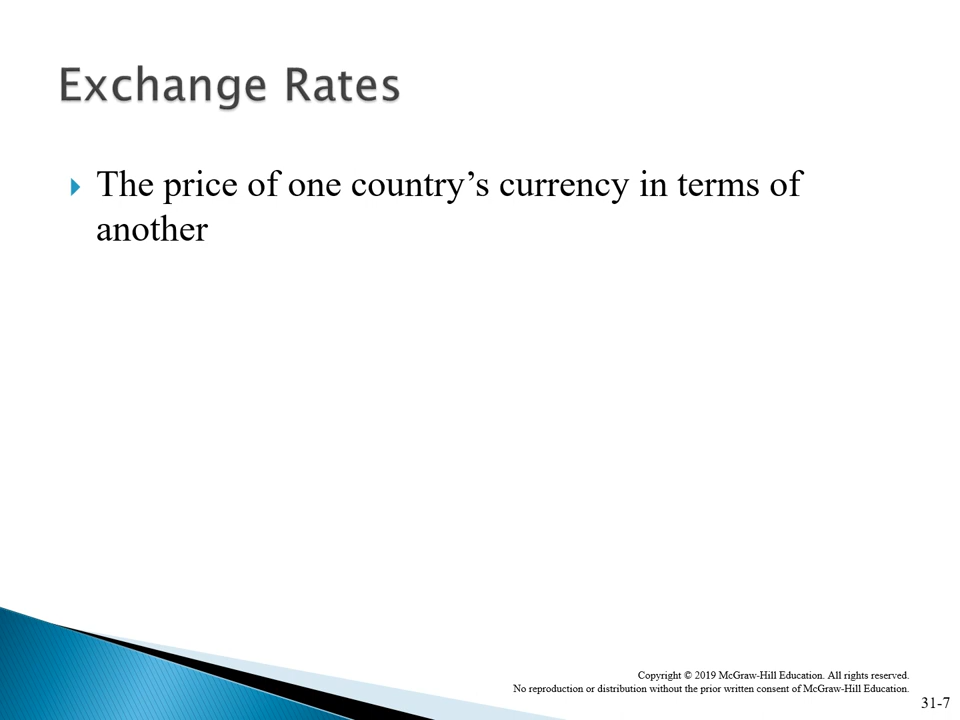 Exchange Rates
The price of one country’s currency in terms of
another
Copyright © 2019 McGraw-Hill Education. All rights reserved.
No reproduction or distribution without the prior written consent of McGraw-Hill Education.
31-7